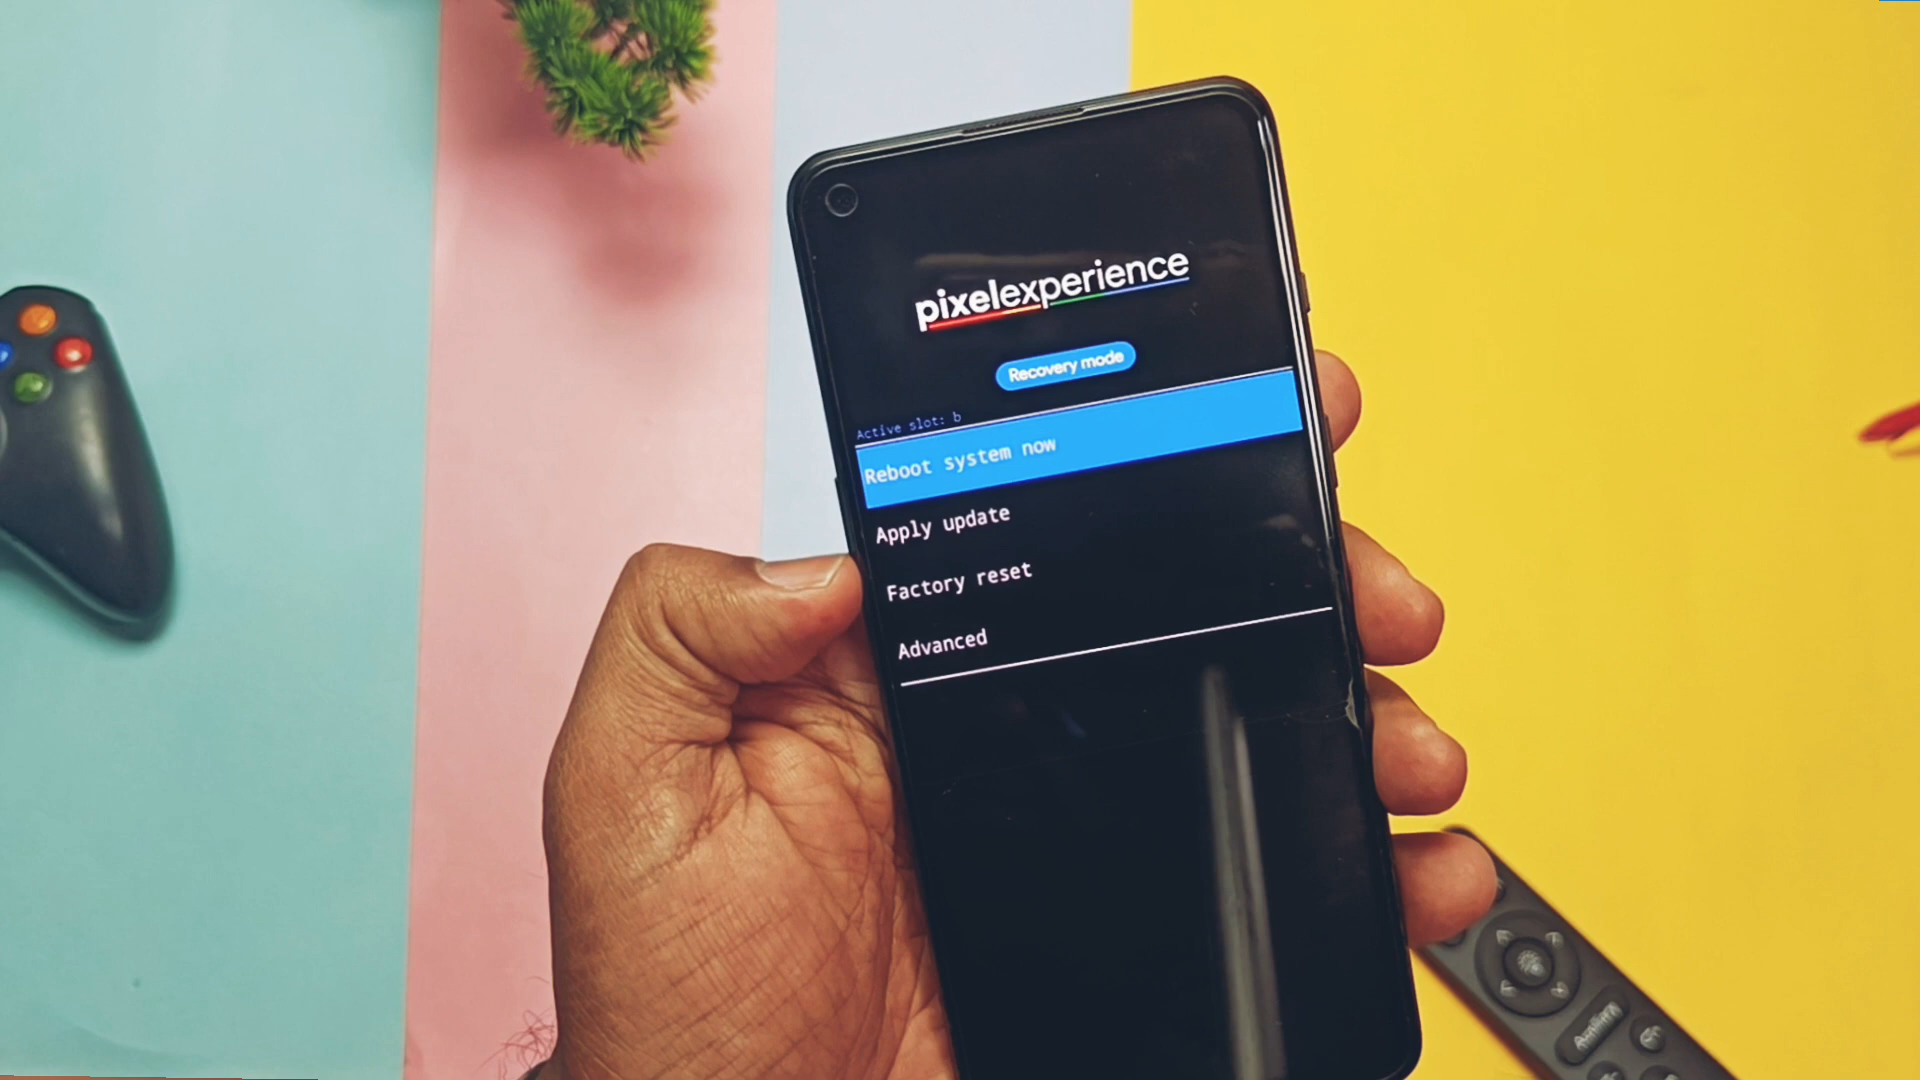 pixelexperience
Recovery mode
Active slot: b
Reboot system now
Apply update
Factory reset
Advanced